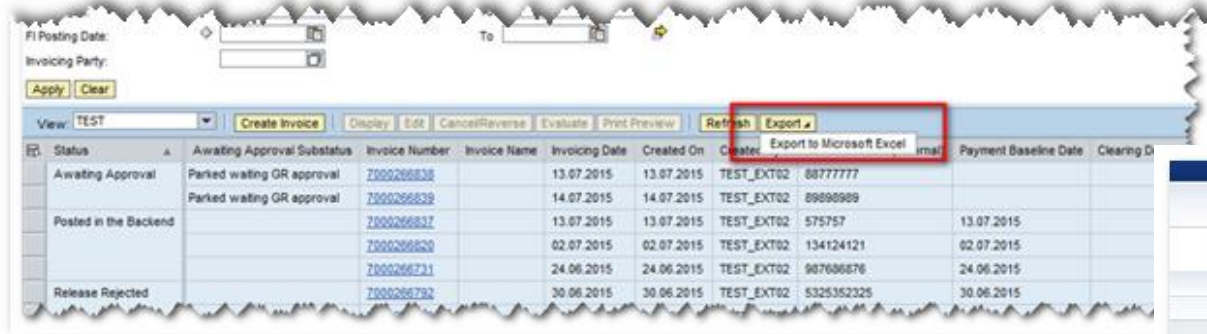 FI Posting Date: To
Invoicing Party:
Apply Clear
View: TEST Create Invoice Display Edit Cancel/Reverse Evaluate Print Preview Refresh Export
Export to Microsoft Excel
Status Awaiting Approval Substatus Invoice Number Invoice Name Invoicing Date Created On Payment Baseline Date Clearing
Awaiting Approval Parked waiting GR approval 7000266838 13.07.2015 13.07.2015 TEST_EXT02 88777777
Parked waiting GR approval 7000266839 14.07.2015 14.07.2015 TEST_EXT02 89898989
Posted in the Backend 7000266837 13.07.2015 13.07.2015 TEST_EXT02 575757 13.07.2015
7000266820 02.07.2015 02.07.2015 TEST_EXT02 134124121 02.07.2015
7000266731 24.06.2015 24.06.2015 TEST_EXT02 987686876 24.06.2015
Release Rejected 7000266792 30.06.2015 30.06.2015 TEST_EXT02 5325352325 30.06.2015